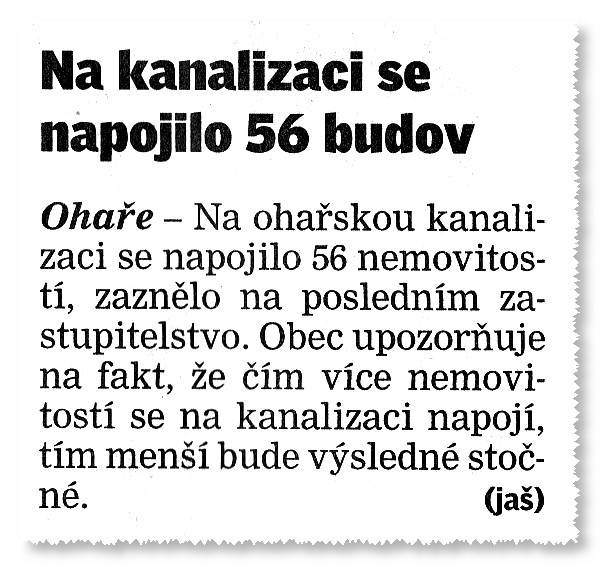 Na kanalizaci se
napojilo 56 budov
Ohaře – Na ohařskou kanali-
zaci se napojilo 56 nemovitos-
tí, zaznělo na posledním za-
stupitelstvo. Obec upozorňuje
na fakt, že čím více nemovi-
tostí se na kanalizaci napojí,
tím menší bude výsledné stoč-
né. (jaš)